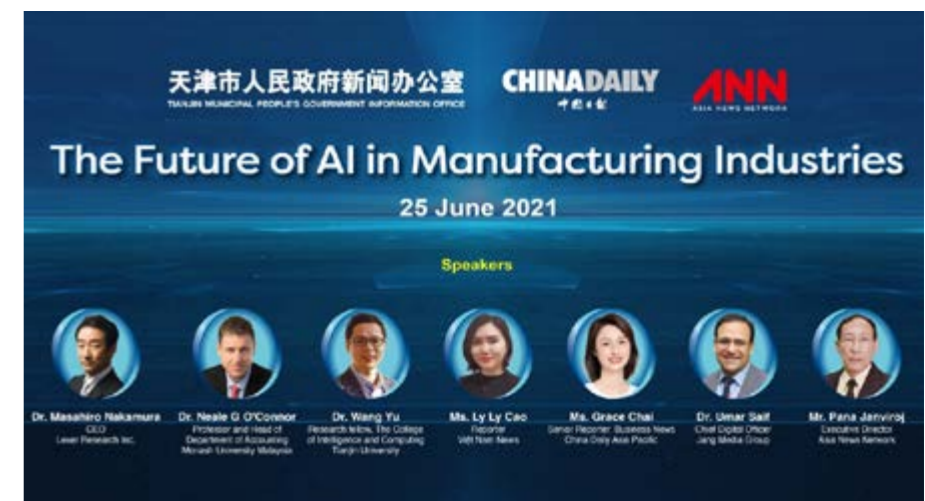 天津市人民政府新闻办公室
TIANJIN MUNICIPAL PEOPLE'S GOVERNMENT INFORMATION OFFICE
CHINADAILY
中国日报
ANN
ASIA NEWS NETWORK
The Future of AI in Manufacturing Industries
25 June 2021
Speakers
Dr. Masahiro Nakamura
CEO
Lexer Research Inc.
Dr. Neale G O'Connor
Professor and Head of
Department of Accounting
Monash University Malaysia
Dr. Wang Yu
Research fellow, The College
of Intelligence and Computing
Tianjin University
Ms. Ly Ly Cao
Reporter
Việt Nam News
Ms. Grace Chai
Senior Reporter Business News
China Daily Asia Pacific
Dr. Umar Saif
Chief Digital Officer
Jang Media Group
Mr. Pana Janviroj
Executive Director
Asia News Network